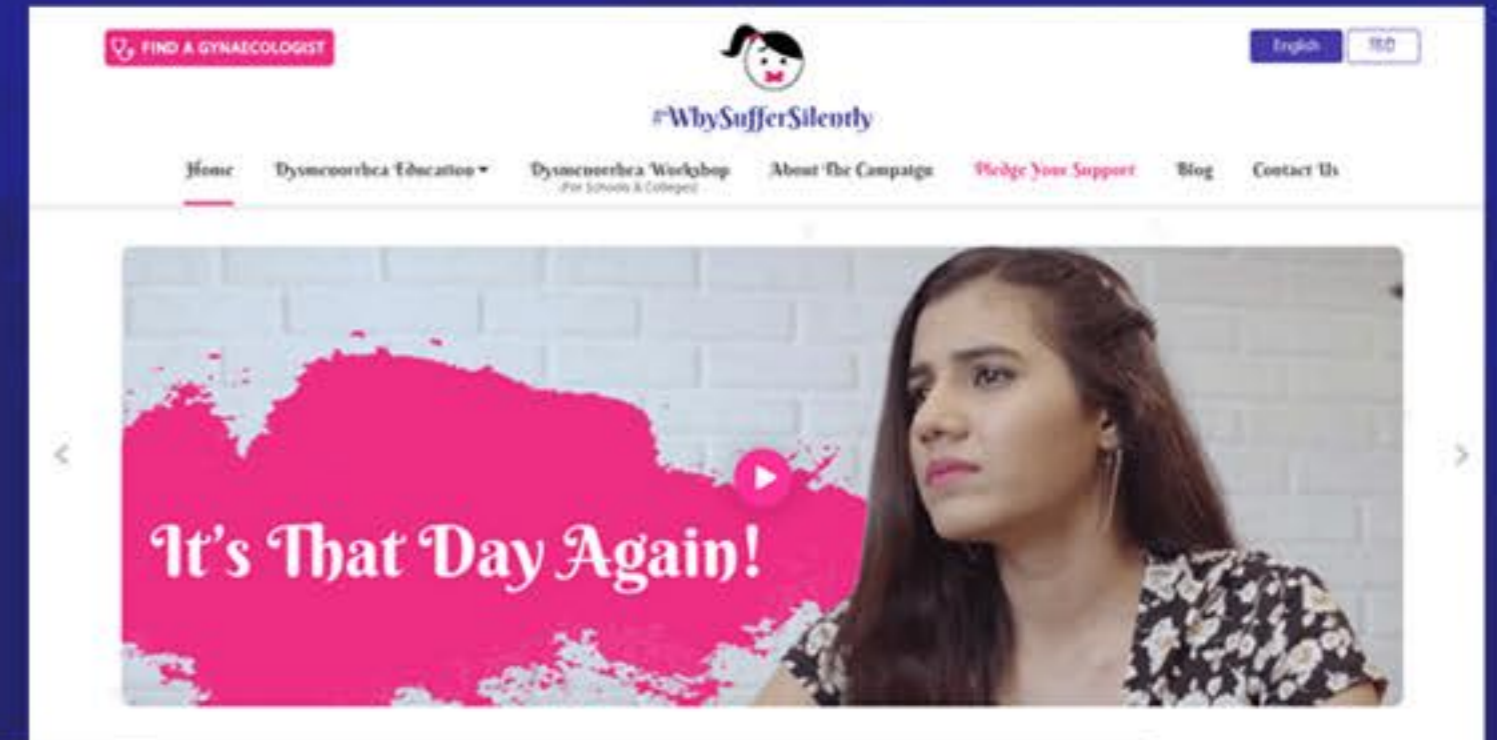 FIND A GYNAECOLOGIST
English
हिंदी
#WhySufferSilently
Home
Dysmenorrhea Education
Dysmenorrhea Workshop
(For Schools & Colleges)
About The Campaign
Pledge Your Support
Blog
Contact Us
It's That Day Again!